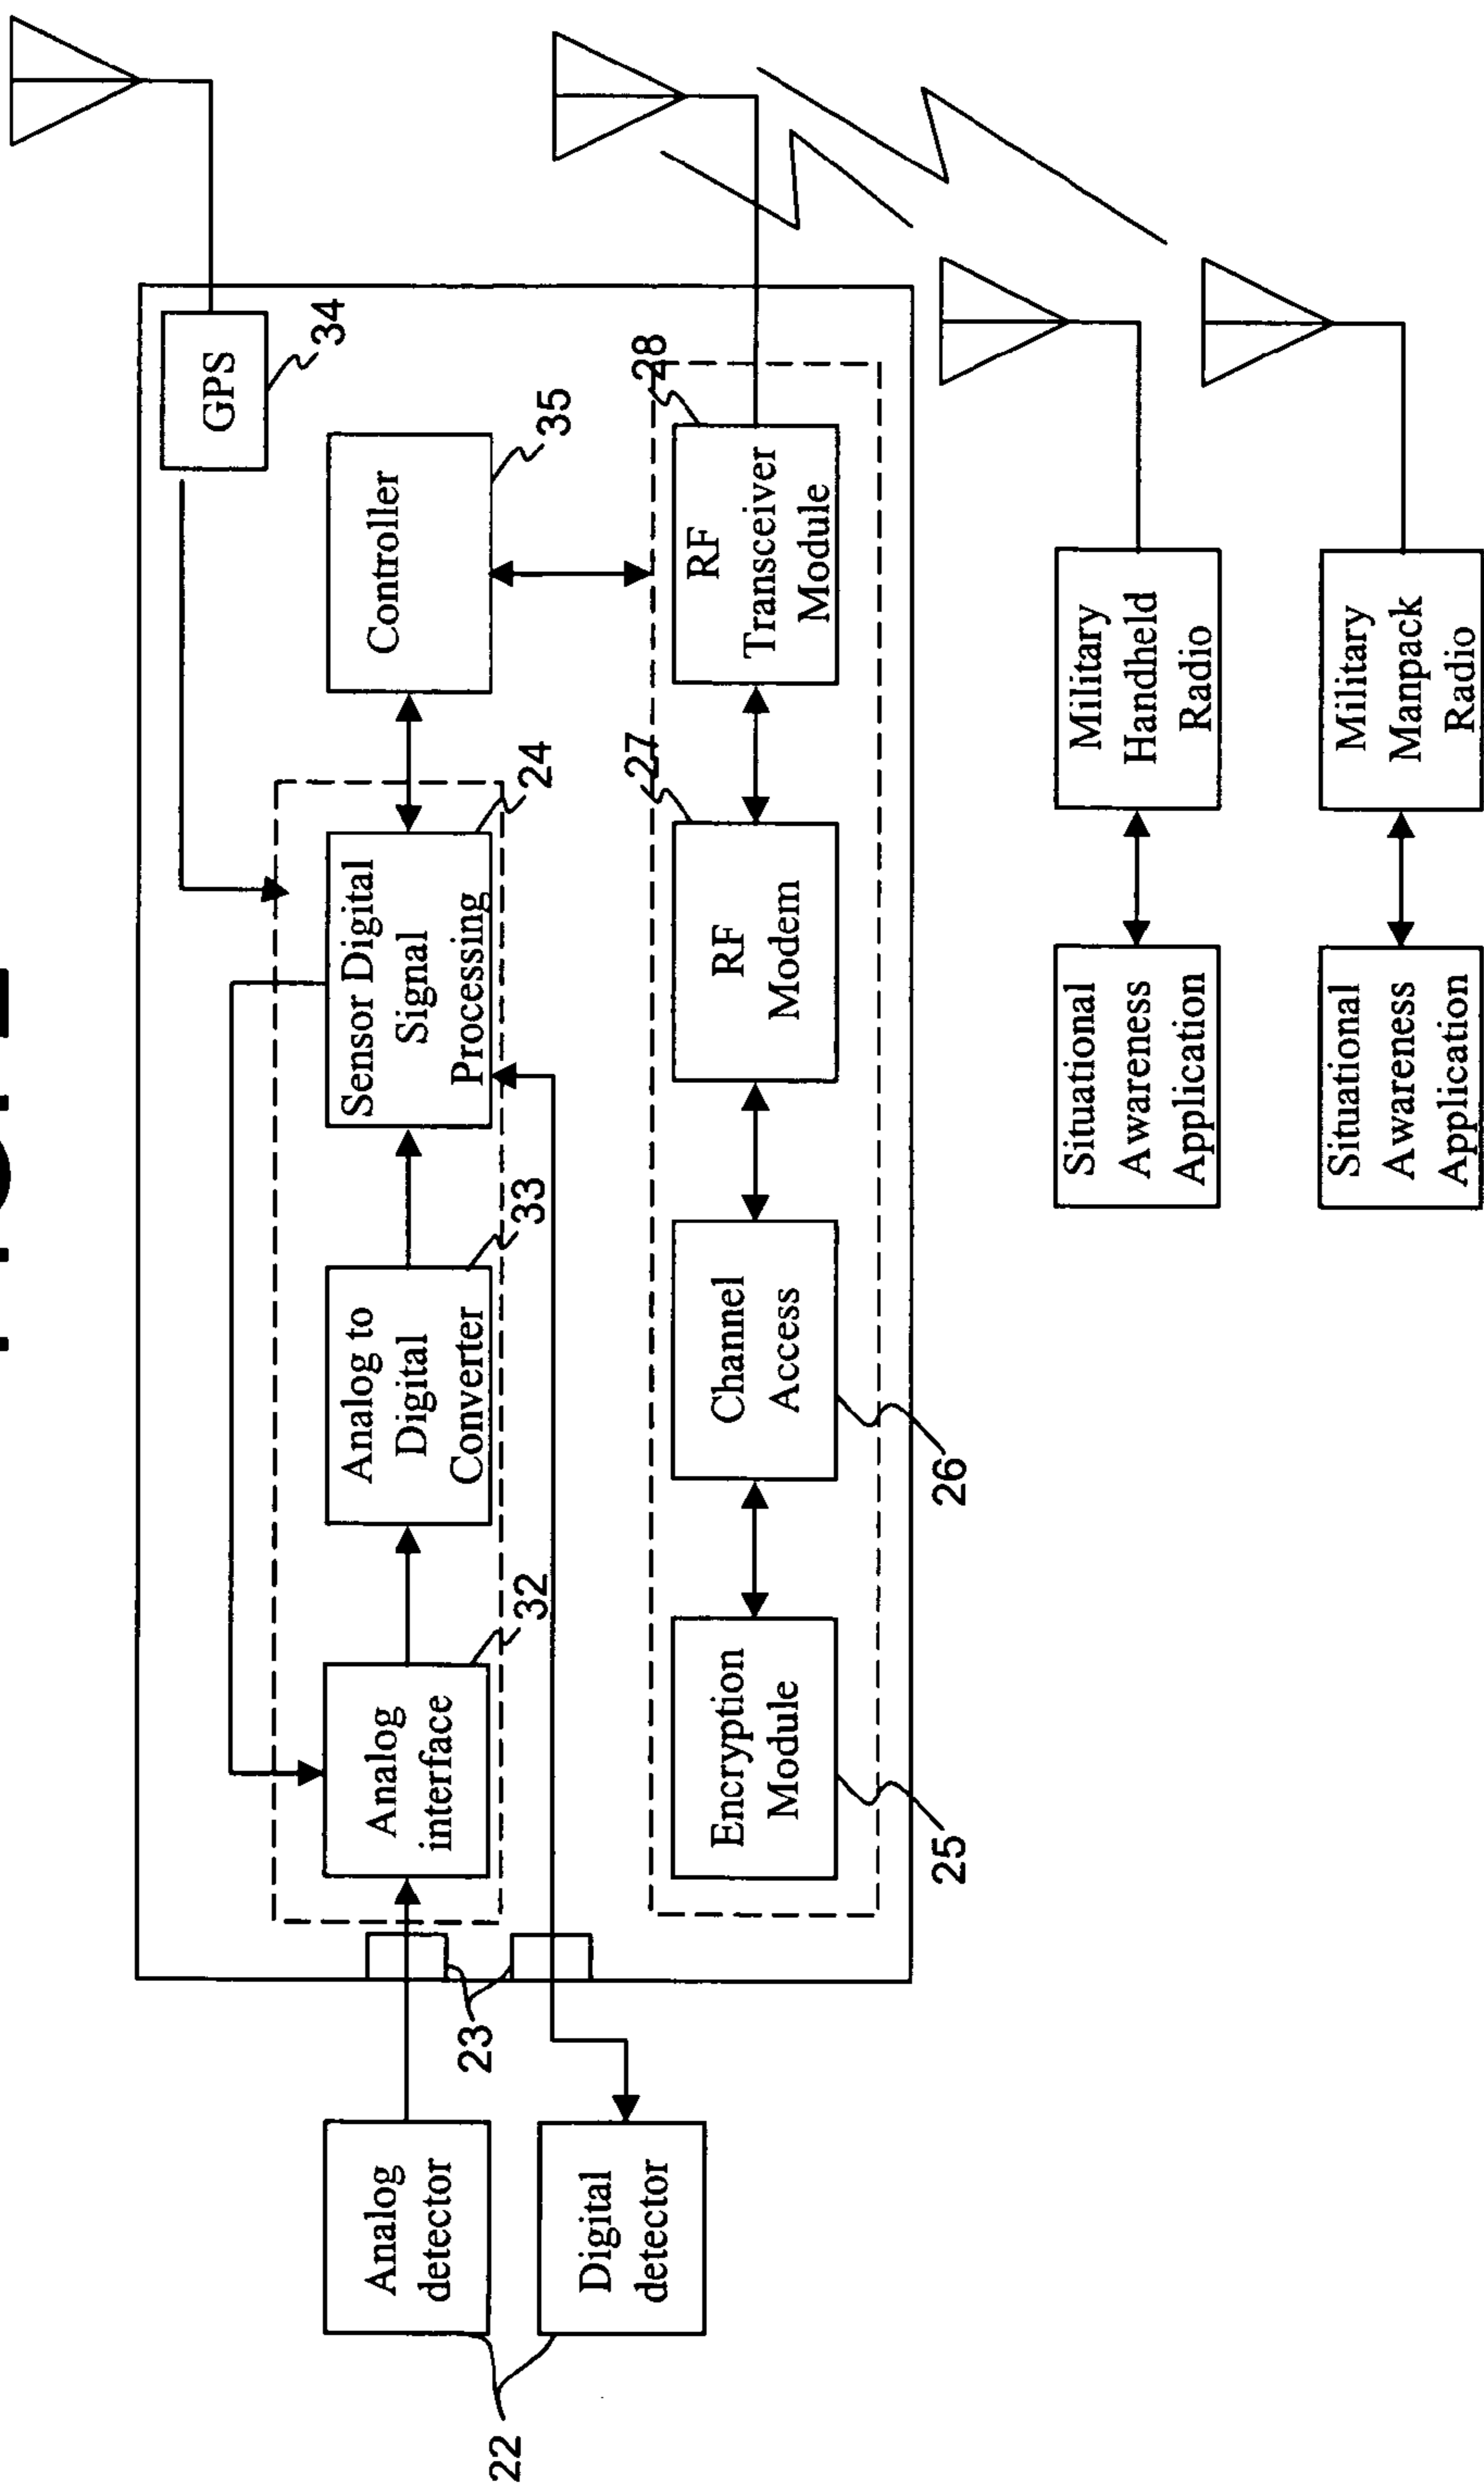 GPS
34
Analog
detector
22
Digital
detector
23
Analog
interface
32
Analog to
Digital
Converter
33
Sensor Digital
Signal
Processing
24
Controller
35
Encryption
Module
25
Channel
Access
26
RF
Modem
27
RF
Transceiver
Module
28
Situational
Awareness
Application
Military
Handheld
Radio
Situational
Awareness
Application
Military
Manpack
Radio